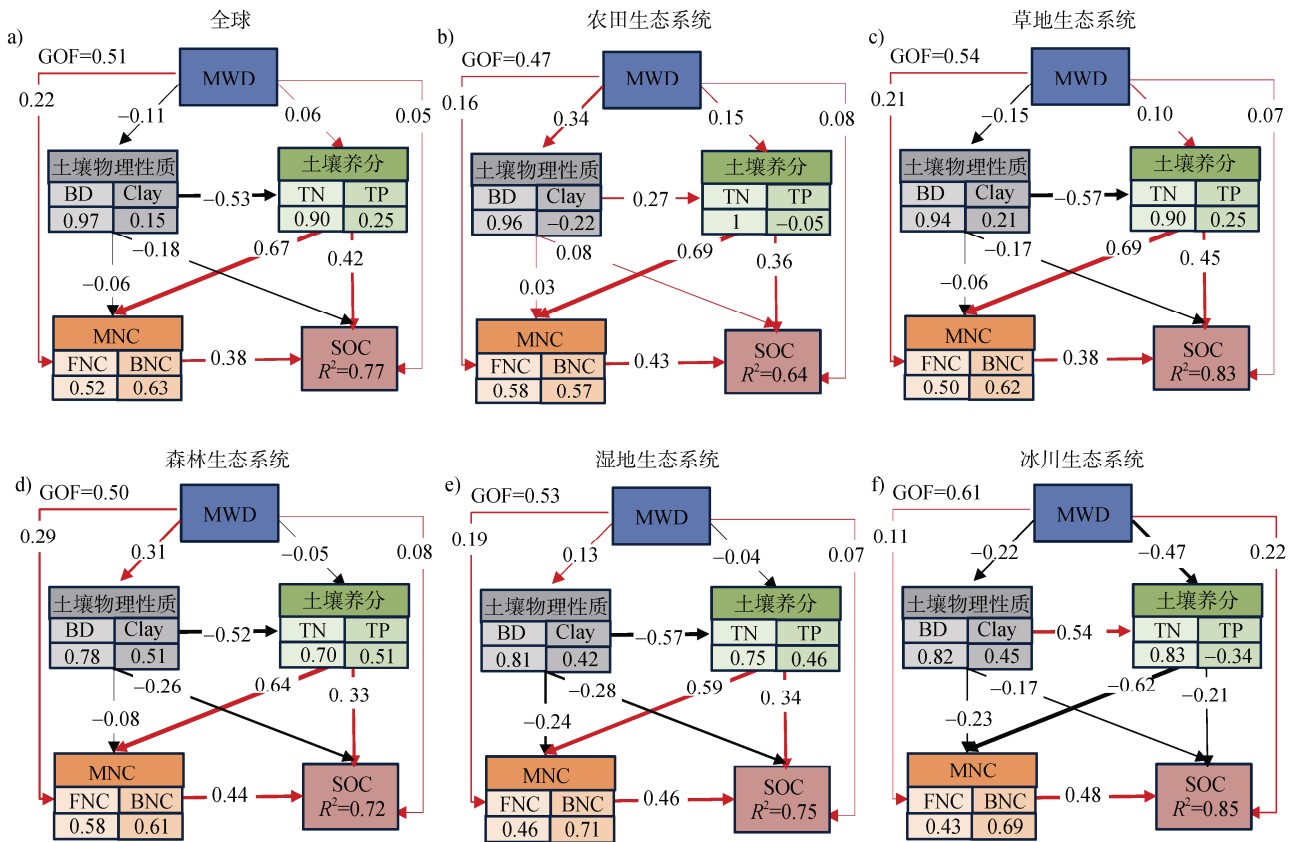 全球
a)
GOF=0.51
MWD
0.22
−0.11
0.06
0.05
土壤物理性质
BD Clay
0.97 0.15
−0.53
土壤养分
TN TP
0.90 0.25
−0.18
0.67
0.42
−0.06
MNC
FNC BNC
0.52 0.63
0.38
SOC
R²=0.77
农田生态系统
b)
GOF=0.47
MWD
0.16
0.34
0.15
0.08
土壤物理性质
BD Clay
0.96 −0.22
0.27
土壤养分
TN TP
1 −0.05
0.08
0.69
0.36
0.03
MNC
FNC BNC
0.58 0.57
0.43
SOC
R²=0.64
草地生态系统
c)
GOF=0.54
MWD
0.21
−0.15
0.10
0.07
土壤物理性质
BD Clay
0.94 0.21
−0.57
土壤养分
TN TP
0.90 0.25
−0.17
0.69
0.45
−0.06
MNC
FNC BNC
0.50 0.62
0.38
SOC
R²=0.83
森林生态系统
d)
GOF=0.50
MWD
0.29
0.31
−0.05
0.08
土壤物理性质
BD Clay
0.78 0.51
−0.52
土壤养分
TN TP
0.70 0.51
−0.26
0.64
0.33
−0.08
MNC
FNC BNC
0.58 0.61
0.44
SOC
R²=0.72
湿地生态系统
e)
GOF=0.53
MWD
0.19
0.13
−0.04
0.07
土壤物理性质
BD Clay
0.81 0.42
−0.57
土壤养分
TN TP
0.75 0.46
−0.28
0.59
0.34
−0.24
MNC
FNC BNC
0.46 0.71
0.46
SOC
R²=0.75
冰川生态系统
f)
GOF=0.61
MWD
0.11
−0.22
−0.47
0.22
土壤物理性质
BD Clay
0.82 0.45
0.54
土壤养分
TN TP
0.83 −0.34
−0.17
−0.62
−0.21
−0.23
MNC
FNC BNC
0.43 0.69
0.48
SOC
R²=0.85